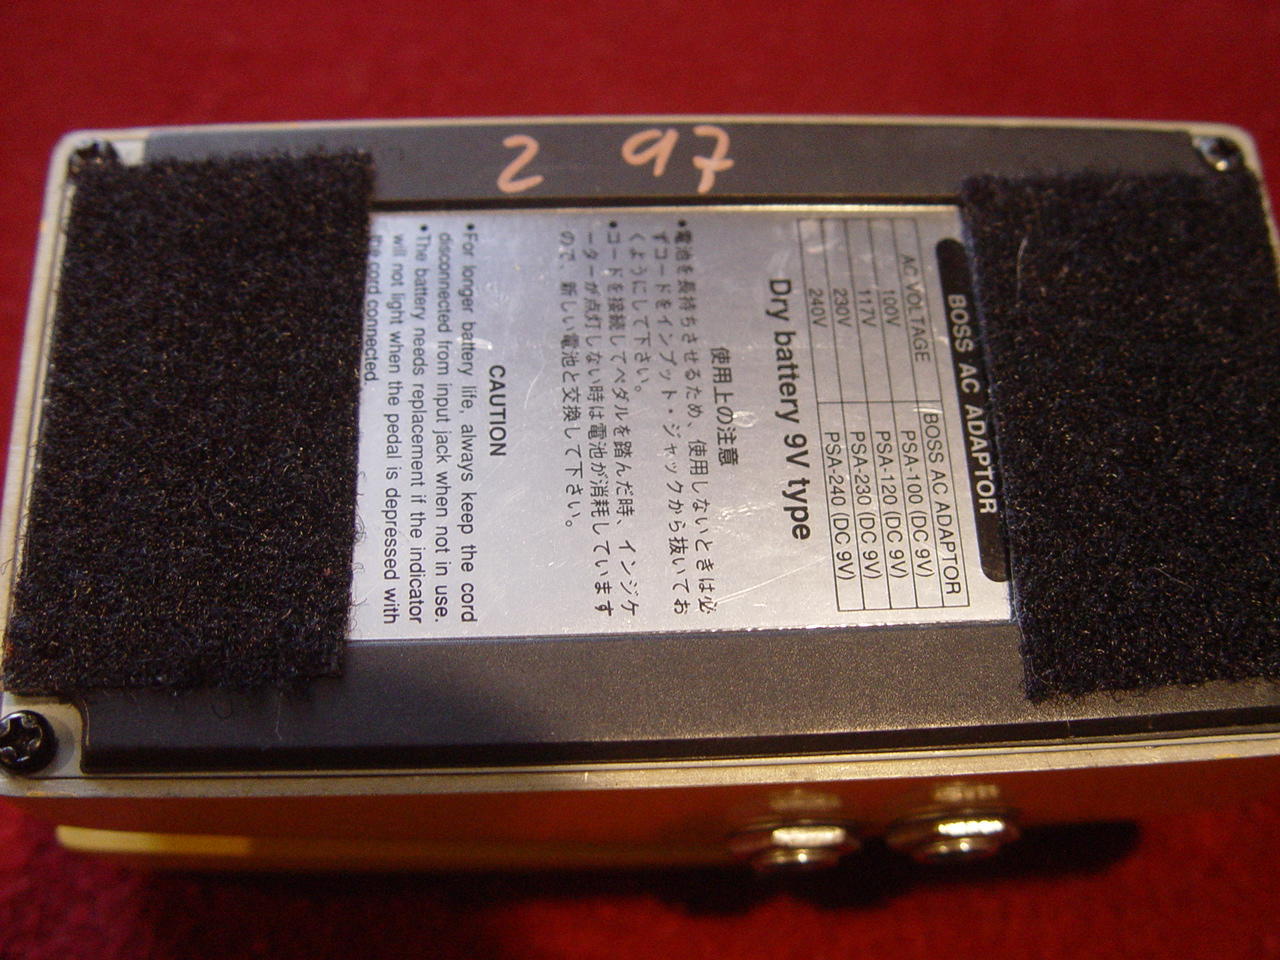 2 97
BOSS AC ADAPTOR
AC VOLTAGE BOSS AC ADAPTOR
100V PSA-100 (DC 9V)
117V PSA-120 (DC 9V)
230V PSA-230 (DC 9V)
240V PSA-240 (DC 9V)
Dry battery 9V type
使用上の注意
•電池を長持ちさせるため、使用しないときは必
ずコードをインプット・ジャックから抜いてお
くようにして下さい。
•コードを接続してペダルを踏んだ時、インジケ
ーターが点灯しない時は電池が消耗しています
ので、新しい電池と交換して下さい。
CAUTION
•For longer battery life, always keep the cord
disconnected from input jack when not in use.
•The battery needs replacement if the indicator
will not light when the pedal is depressed with
the cord connected.